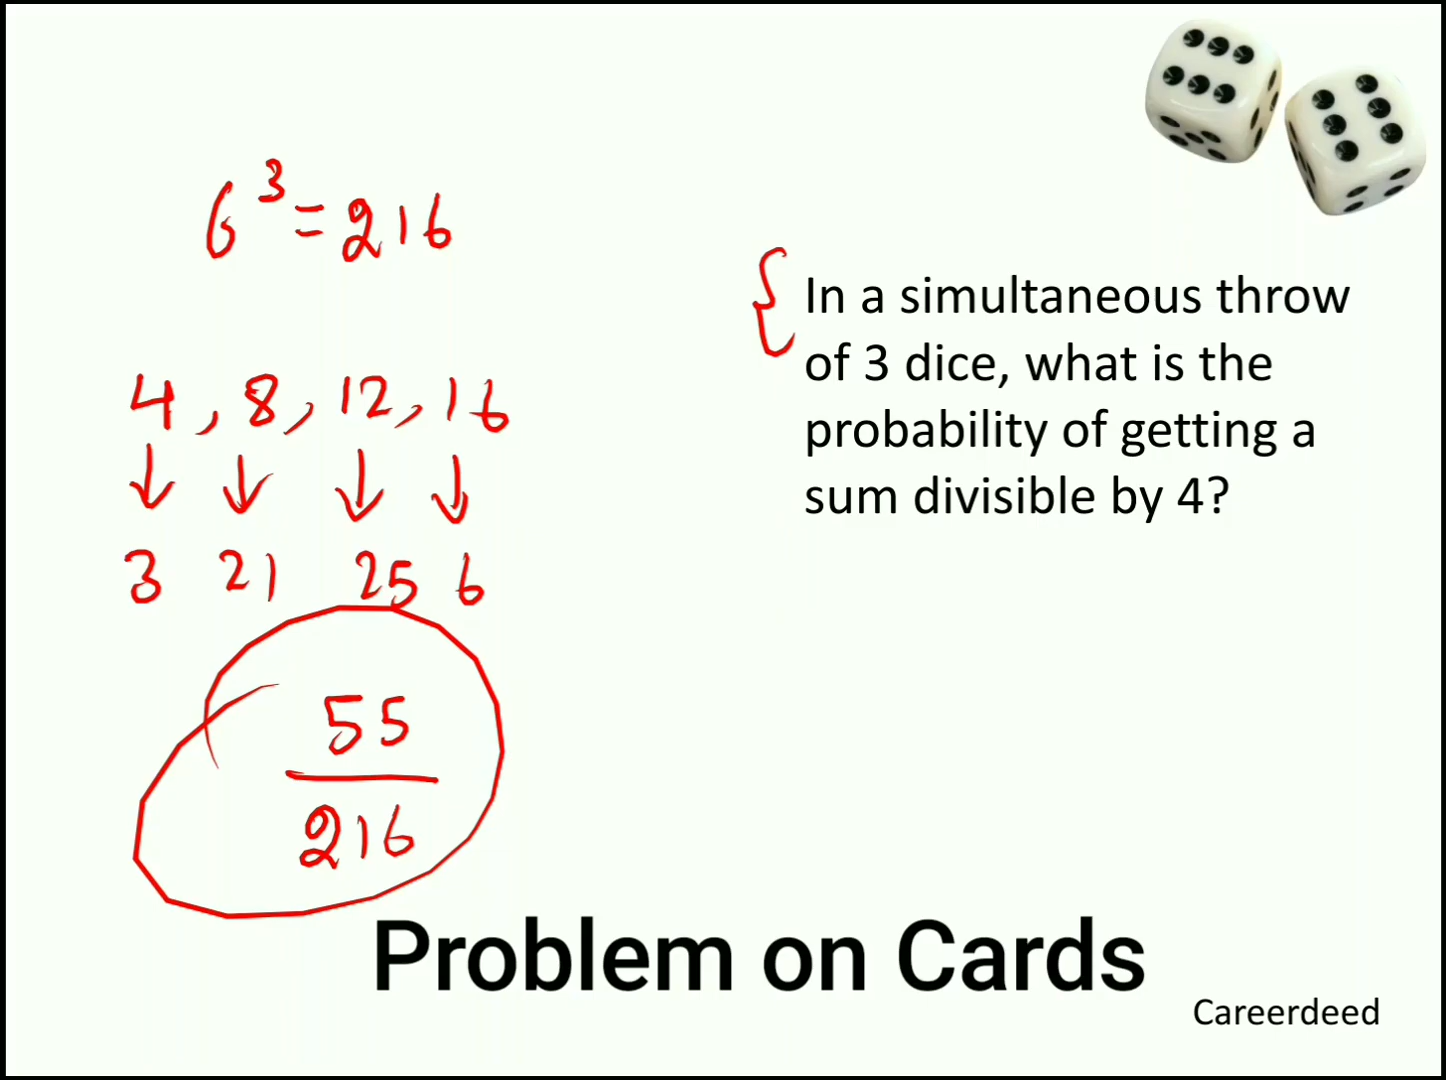 6³ = 216
4, 8, 12, 16
↓ ↓ ↓ ↓
3 21 25 6
55
216
In a simultaneous throw
of 3 dice, what is the
probability of getting a
sum divisible by 4?
Problem on Cards
Careerdeed